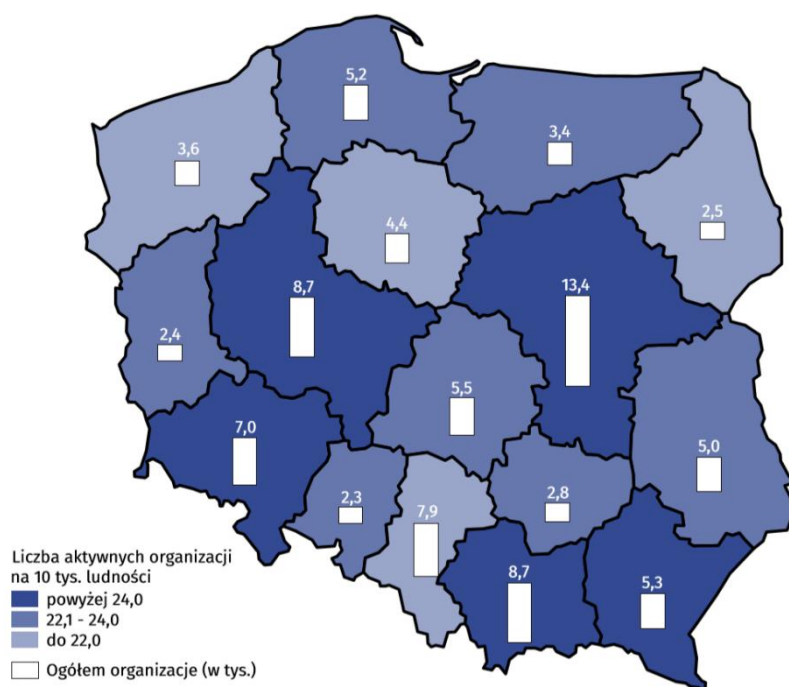 5,2
3,4
3,6
2,5
4,4
8,7
13,4
2,4
5,5
7,0
5,0
2,3
2,8
7,9
8,7
5,3
Liczba aktywnych organizacji
na 10 tys. ludności
powyżej 24,0
22,1 - 24,0
do 22,0
Ogółem organizacje (w tys.)